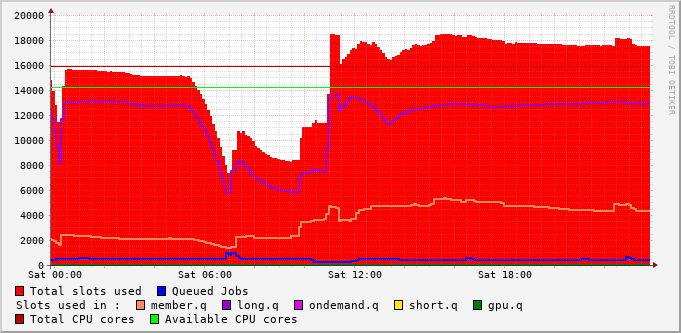 20000
18000
16000
14000
12000
10000
8000
6000
4000
2000
0
Sat 00:00 Sat 06:00 Sat 12:00 Sat 18:00
RRDTOOL / TOBI OETIKER
Total slots used Queued Jobs
Slots used in : member.q long.q ondemand.q short.q gpu.q
Total CPU cores Available CPU cores